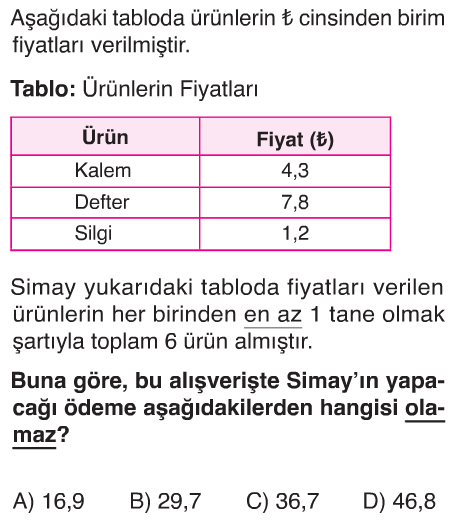 Aşağıdaki tabloda ürünlerin ₺ cinsinden birim
fiyatları verilmiştir.
Tablo: Ürünlerin Fiyatları
Ürün Fiyat (₺)
Kalem 4,3
Defter 7,8
Silgi 1,2
Simay yukarıdaki tabloda fiyatları verilen
ürünlerin her birinden en az 1 tane olmak
şartıyla toplam 6 ürün almıştır.
Buna göre, bu alışverişte Simay'ın yapa-
cağı ödeme aşağıdakilerden hangisi ola-
maz?
A) 16,9 B) 29,7 C) 36,7 D) 46,8